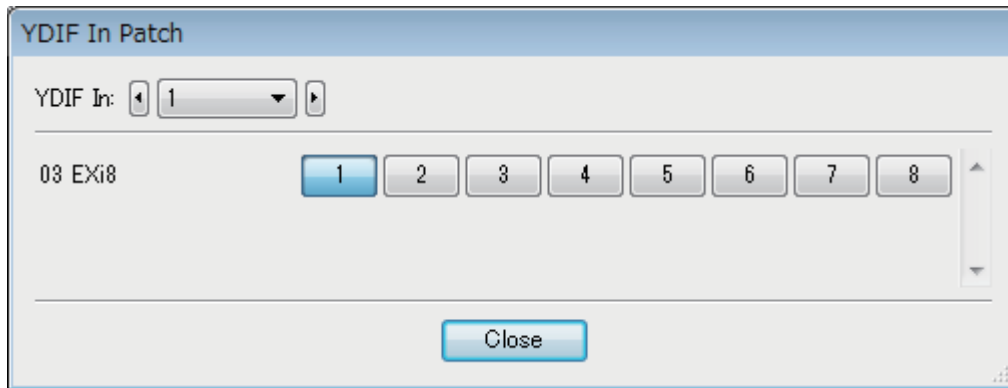 YDIF In Patch
YDIF In: 1
03 EXi8 1 2 3 4 5 6 7 8
Close